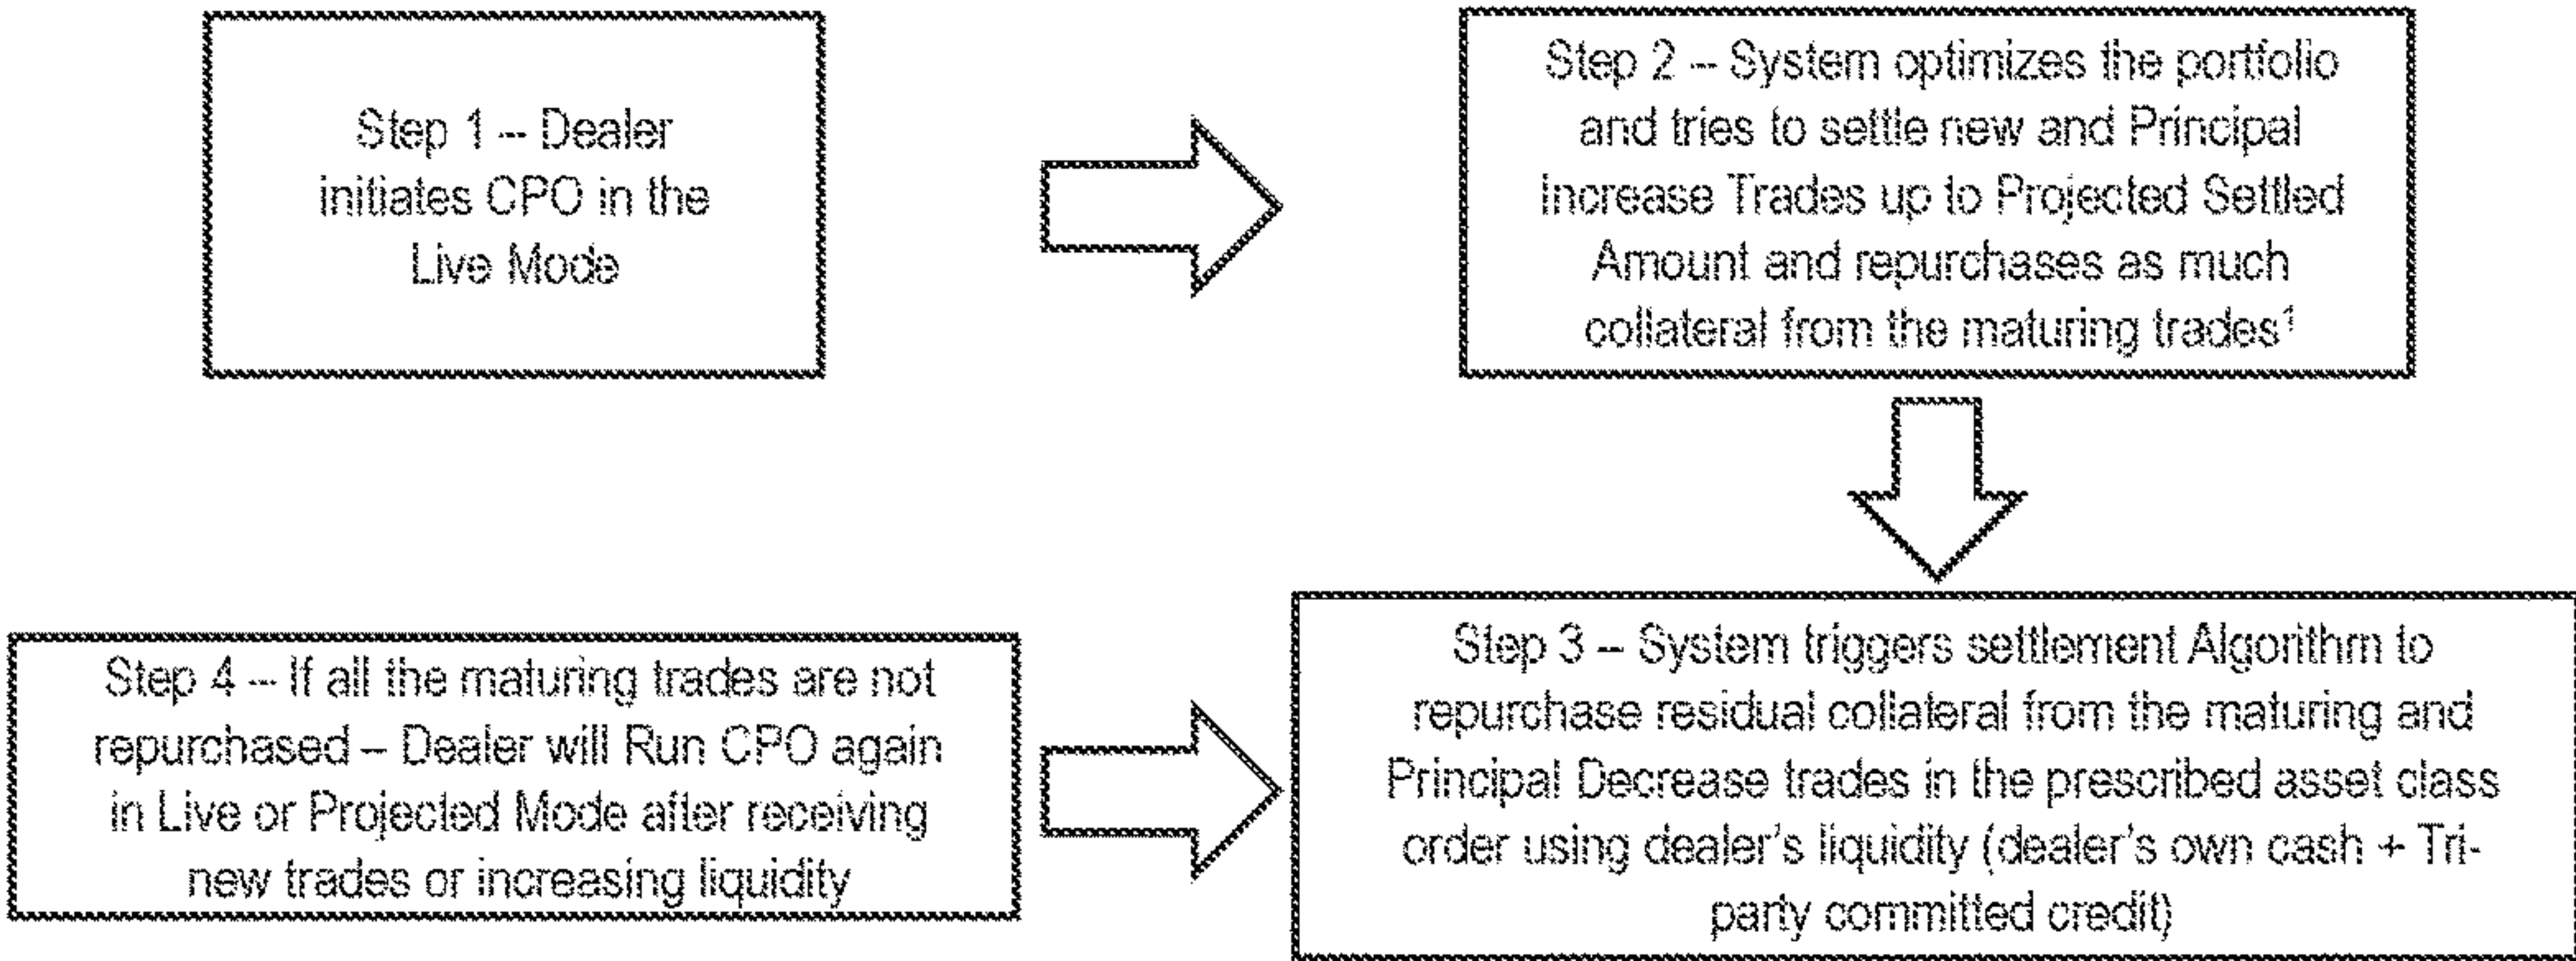 Step 1 – Dealer
initiates CPO in the
Live Mode
Step 2 – System optimizes the portfolio
and tries to settle new and Principal
Increase Trades up to Projected Settled
Amount and repurchases as much
collateral from the maturing trades¹
Step 3 – System triggers settlement Algorithm to
repurchase residual collateral from the maturing and
Principal Decrease trades in the prescribed asset class
order using dealer's liquidity (dealer's own cash + Tri-
party committed credit)
Step 4 – If all the maturing trades are not
repurchased – Dealer will Run CPO again
in Live or Projected Mode after receiving
new trades or increasing liquidity